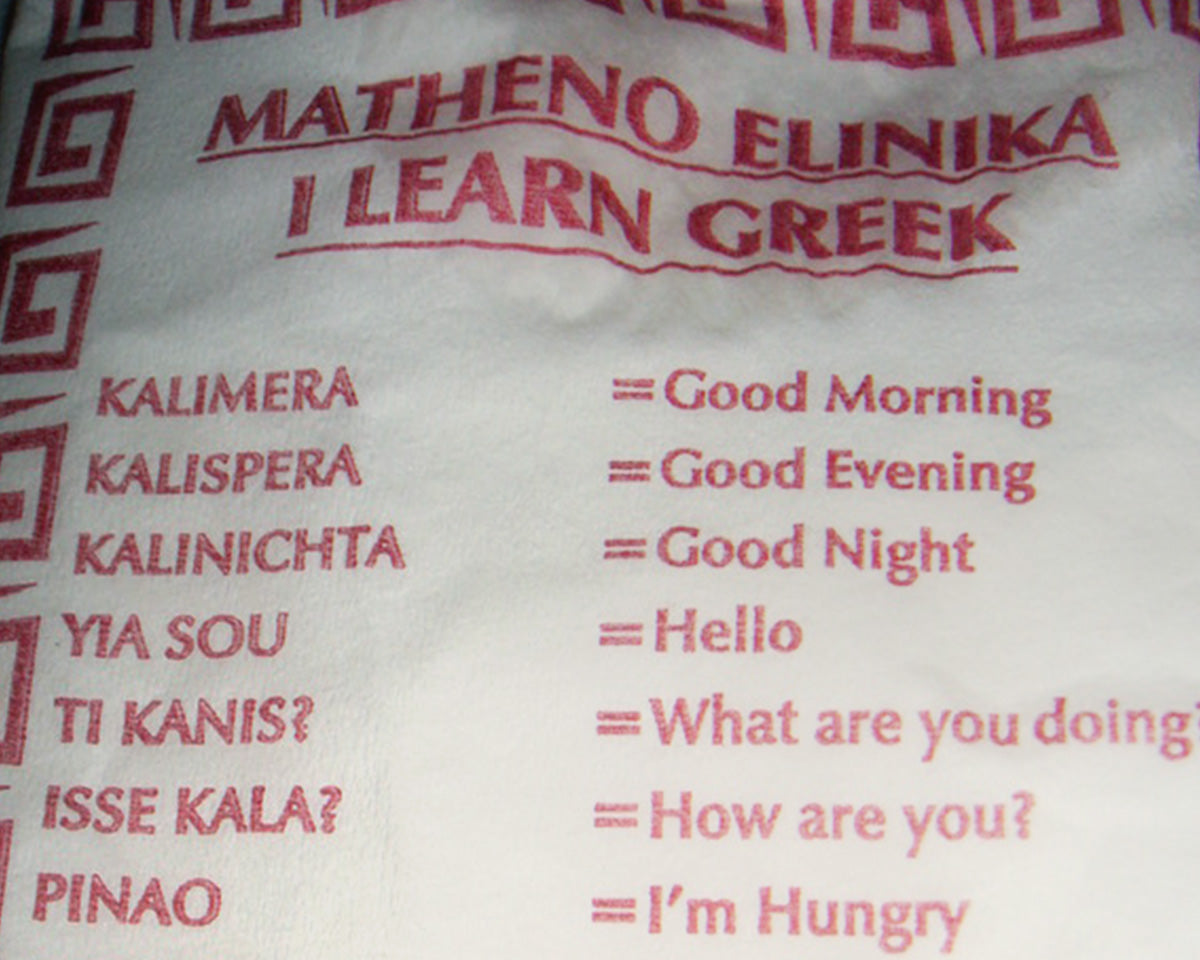 MATHENO ELINIKA
I LEARN GREEK
KALIMERA =Good Morning
KALISPERA =Good Evening
KALINICHTA =Good Night
YIA SOU =Hello
TI KANIS? =What are you doing?
ISSE KALA? =How are you?
PINAO =I'm Hungry